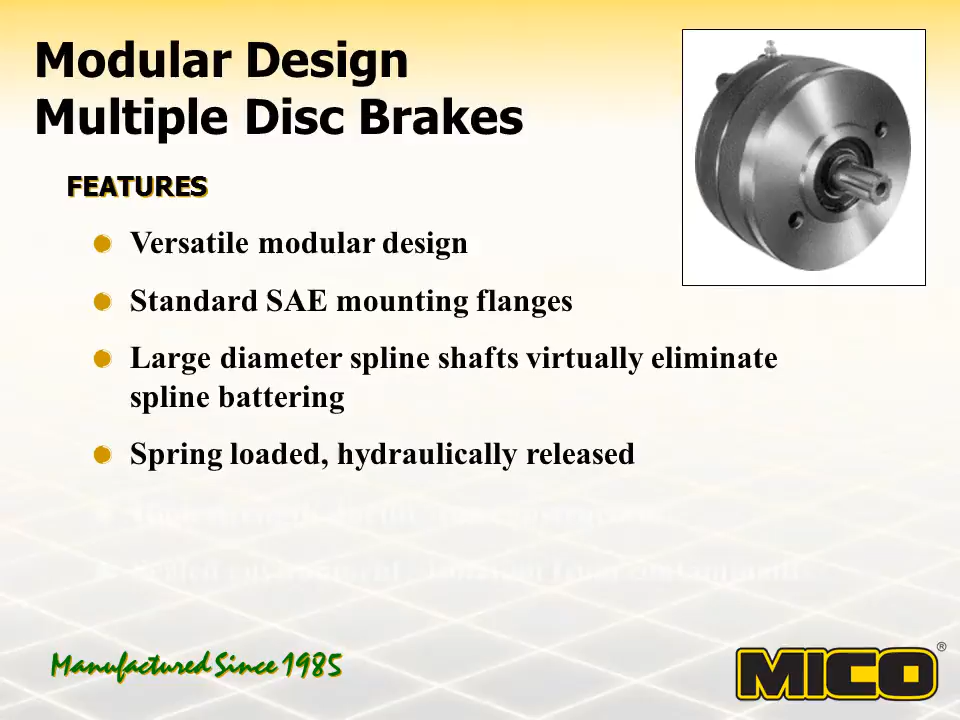 Modular Design
Multiple Disc Brakes
FEATURES
Versatile modular design
Standard SAE mounting flanges
Large diameter spline shafts virtually eliminate
spline battering
Spring loaded, hydraulically released
Manufactured Since 1985
MICO®